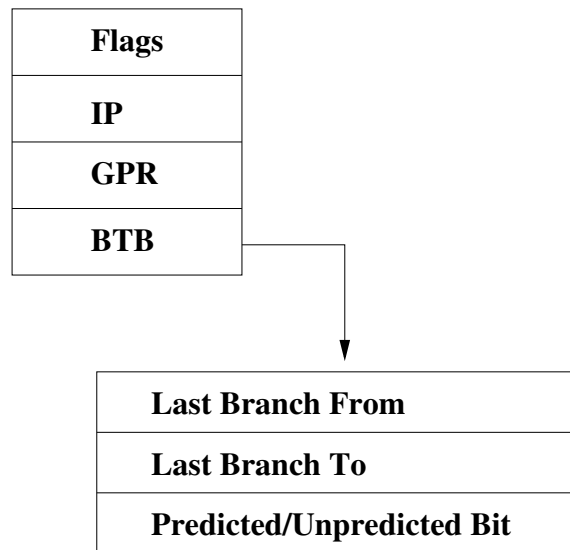 Flags
IP
GPR
BTB
Last Branch From
Last Branch To
Predicted/Unpredicted Bit